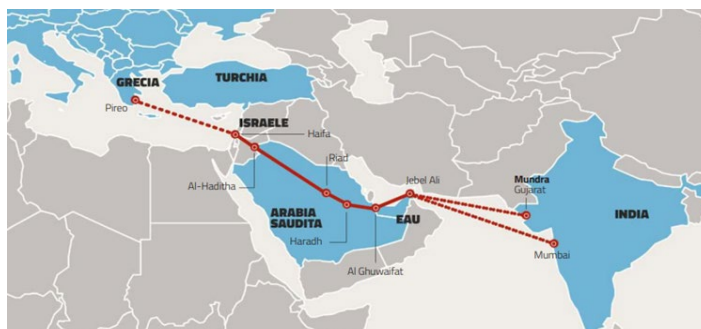 GRECIA
TURCHIA
Pireo
ISRAELE
Haifa
Al-Haditha
Riad
Jebel Ali
Mundra
Gujarat
ARABIA
SAUDITA
EAU
INDIA
Haradh
Mumbai
Al Ghuwaifat